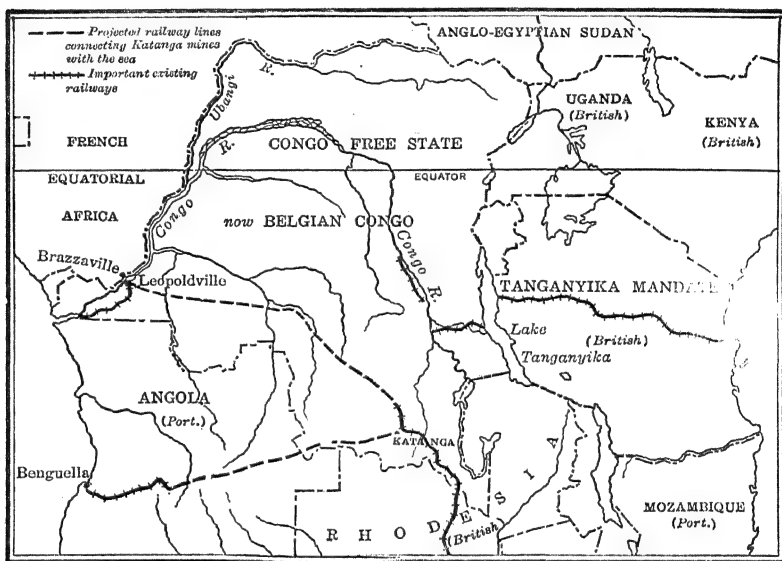 Projected railway lines
connecting Katanga mines
with the sea
Important existing
railways
ANGLO-EGYPTIAN SUDAN
Ubangi R.
UGANDA
(British)
KENYA
(British)
FRENCH
EQUATORIAL
AFRICA
R.
CONGO FREE STATE
EQUATOR
Congo
now BELGIAN CONGO
Congo R.
Brazzaville
Leopoldville
TANGANYIKA MANDATE
(British)
Lake
Tanganyika
ANGOLA
(Port.)
KATANGA
Benguella
RHODESIA
(British)
MOZAMBIQUE
(Port.)